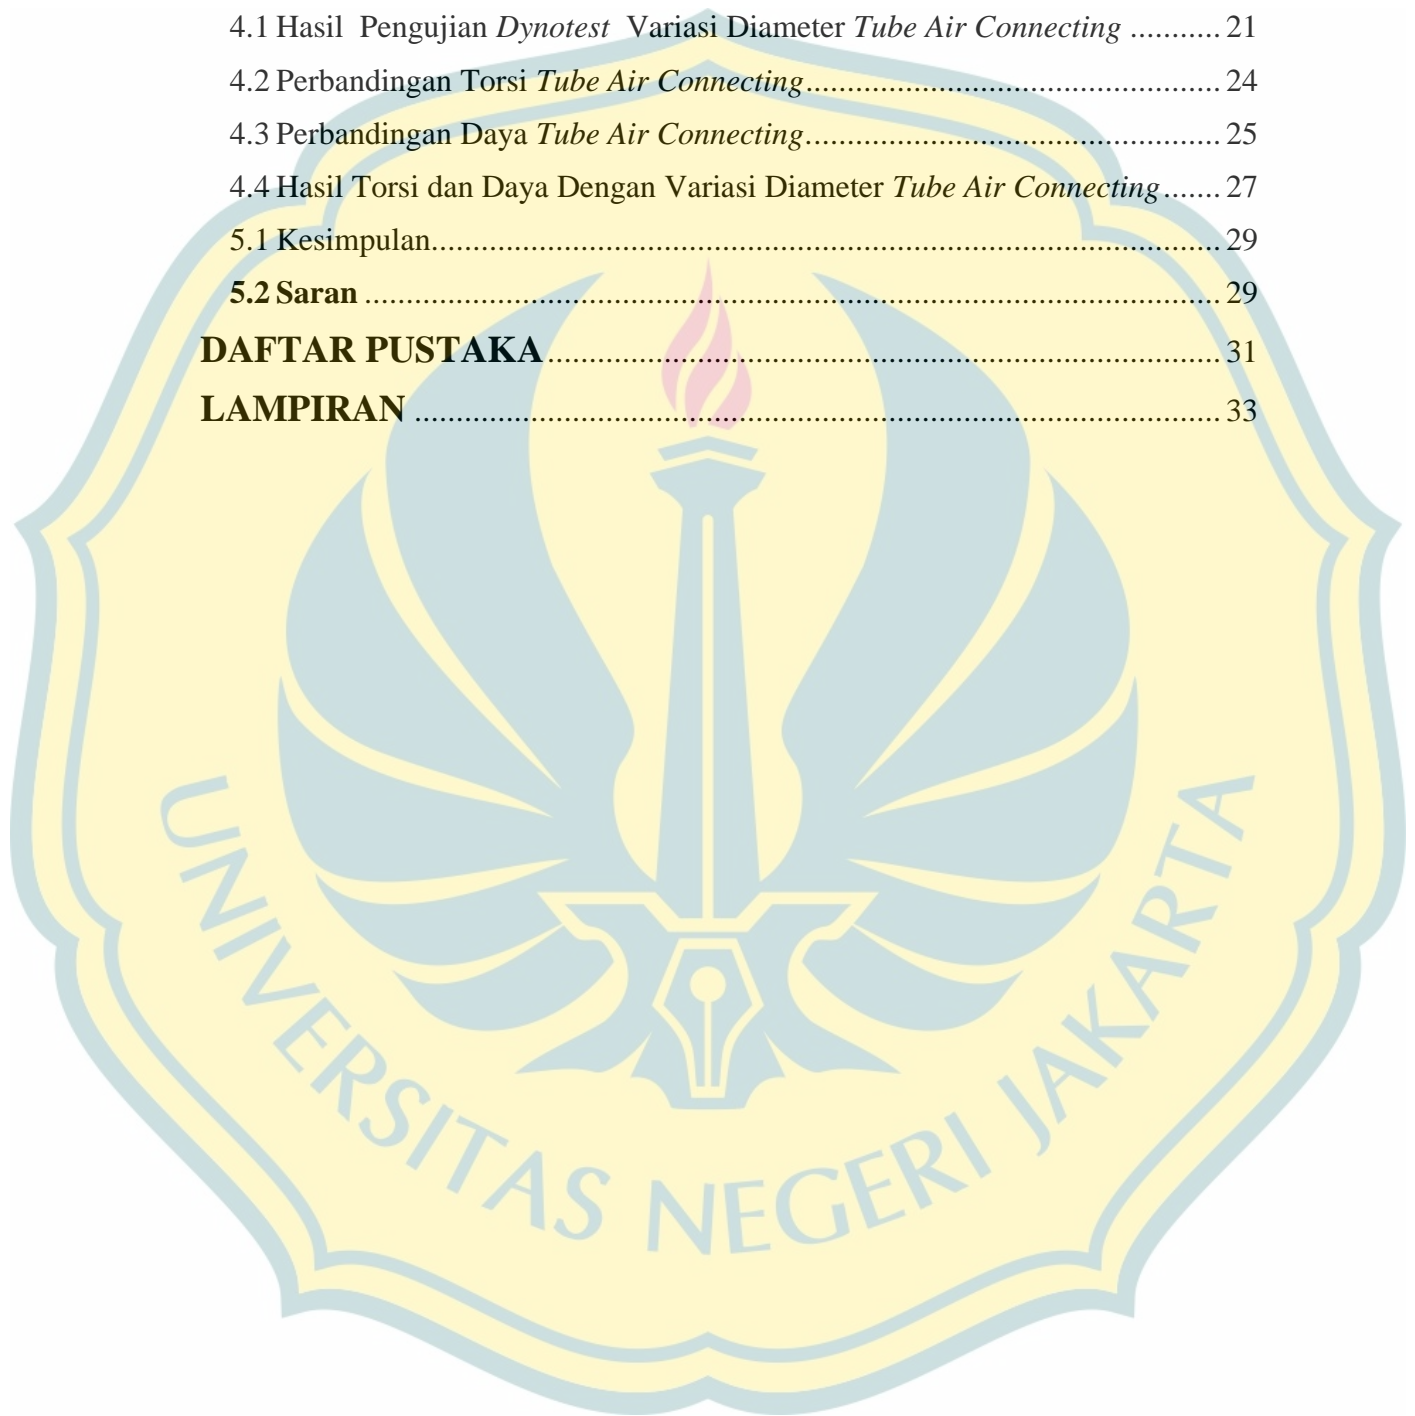 4.1 Hasil Pengujian Dynotest Variasi Diameter Tube Air Connecting ........... 21
4.2 Perbandingan Torsi Tube Air Connecting.................................................... 24
4.3 Perbandingan Daya Tube Air Connecting.................................................... 25
4.4 Hasil Torsi dan Daya Dengan Variasi Diameter Tube Air Connecting....... 27
5.1 Kesimpulan.................................................................................................... 29
5.2 Saran ............................................................................................................. 29
DAFTAR PUSTAKA...................................................................................... 31
LAMPIRAN ....................................................................................................... 33
UNIVERSITAS NEGERI JAKARTA